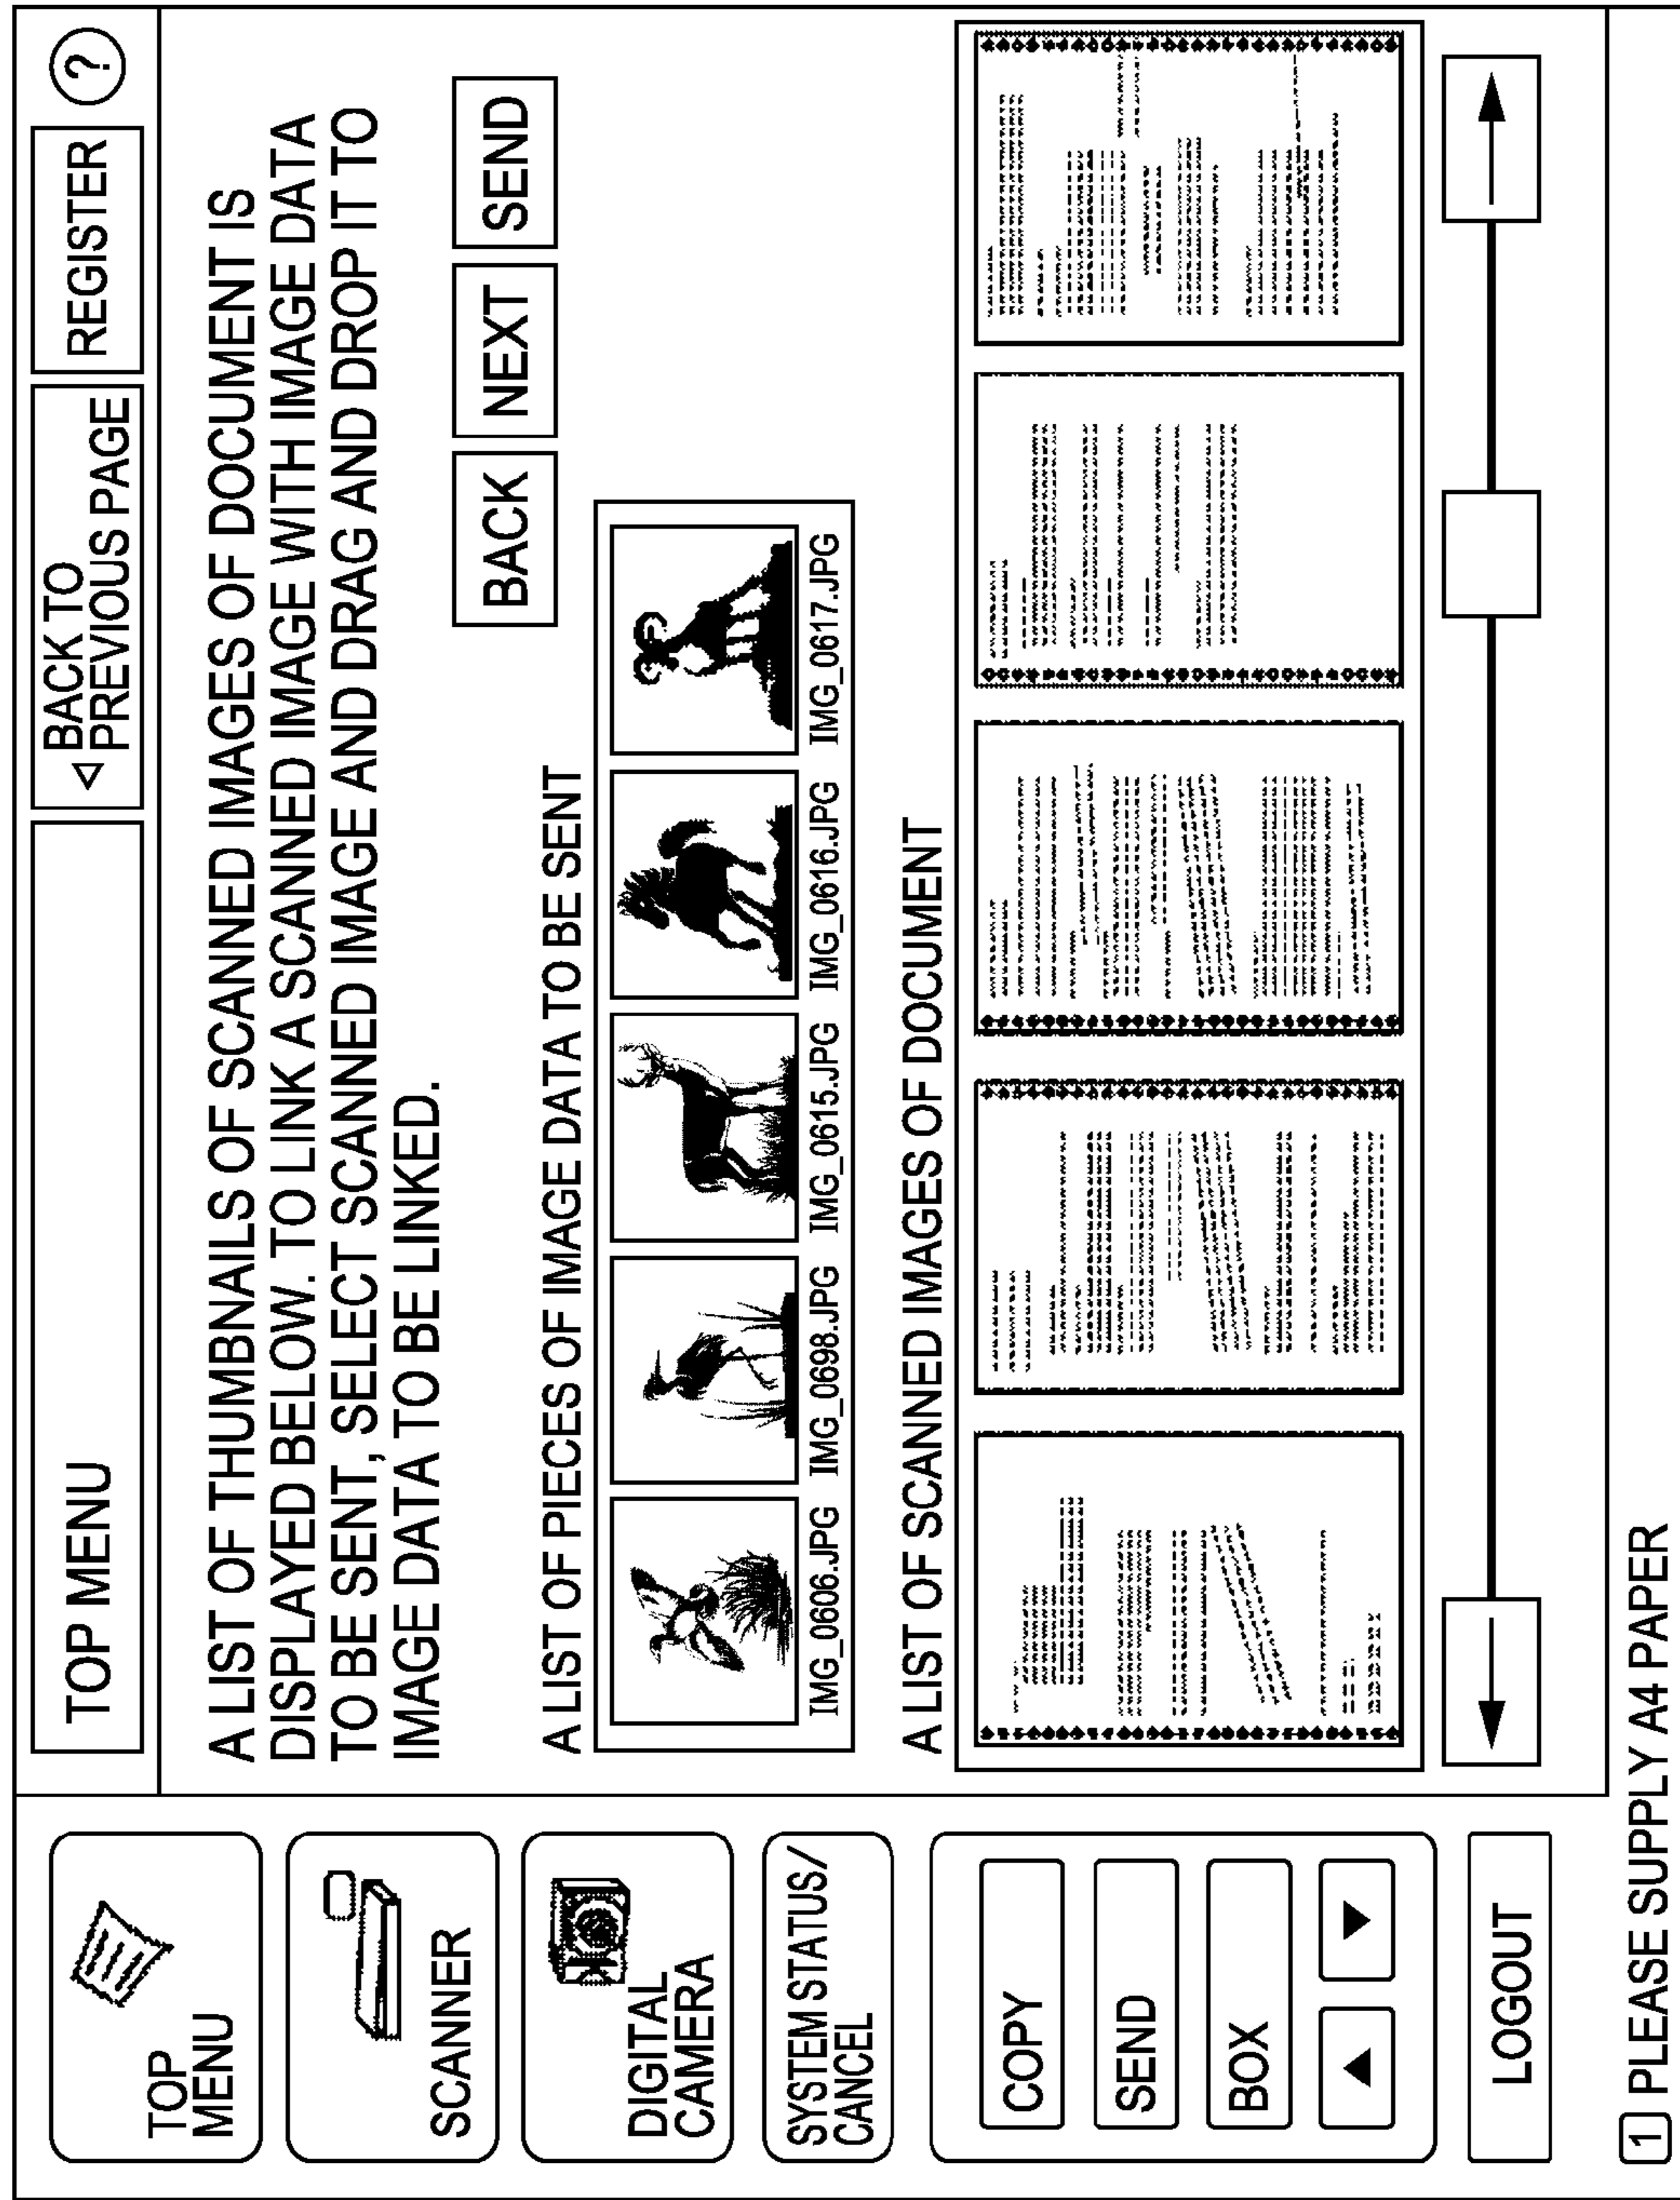 TOP MENU
◁ BACK TO
PREVIOUS PAGE
REGISTER
?
TOP
MENU
SCANNER
DIGITAL
CAMERA
SYSTEM STATUS/
CANCEL
COPY
SEND
BOX
▲ ▼
LOGOUT
A LIST OF THUMBNAILS OF SCANNED IMAGES OF DOCUMENT IS
DISPLAYED BELOW. TO LINK A SCANNED IMAGE WITH IMAGE DATA
TO BE SENT, SELECT SCANNED IMAGE AND DRAG AND DROP IT TO
IMAGE DATA TO BE LINKED.
BACK NEXT SEND
A LIST OF PIECES OF IMAGE DATA TO BE SENT
IMG_0606.JPG IMG_0698.JPG IMG_0615.JPG IMG_0616.JPG IMG_0617.JPG
A LIST OF SCANNED IMAGES OF DOCUMENT
1 PLEASE SUPPLY A4 PAPER